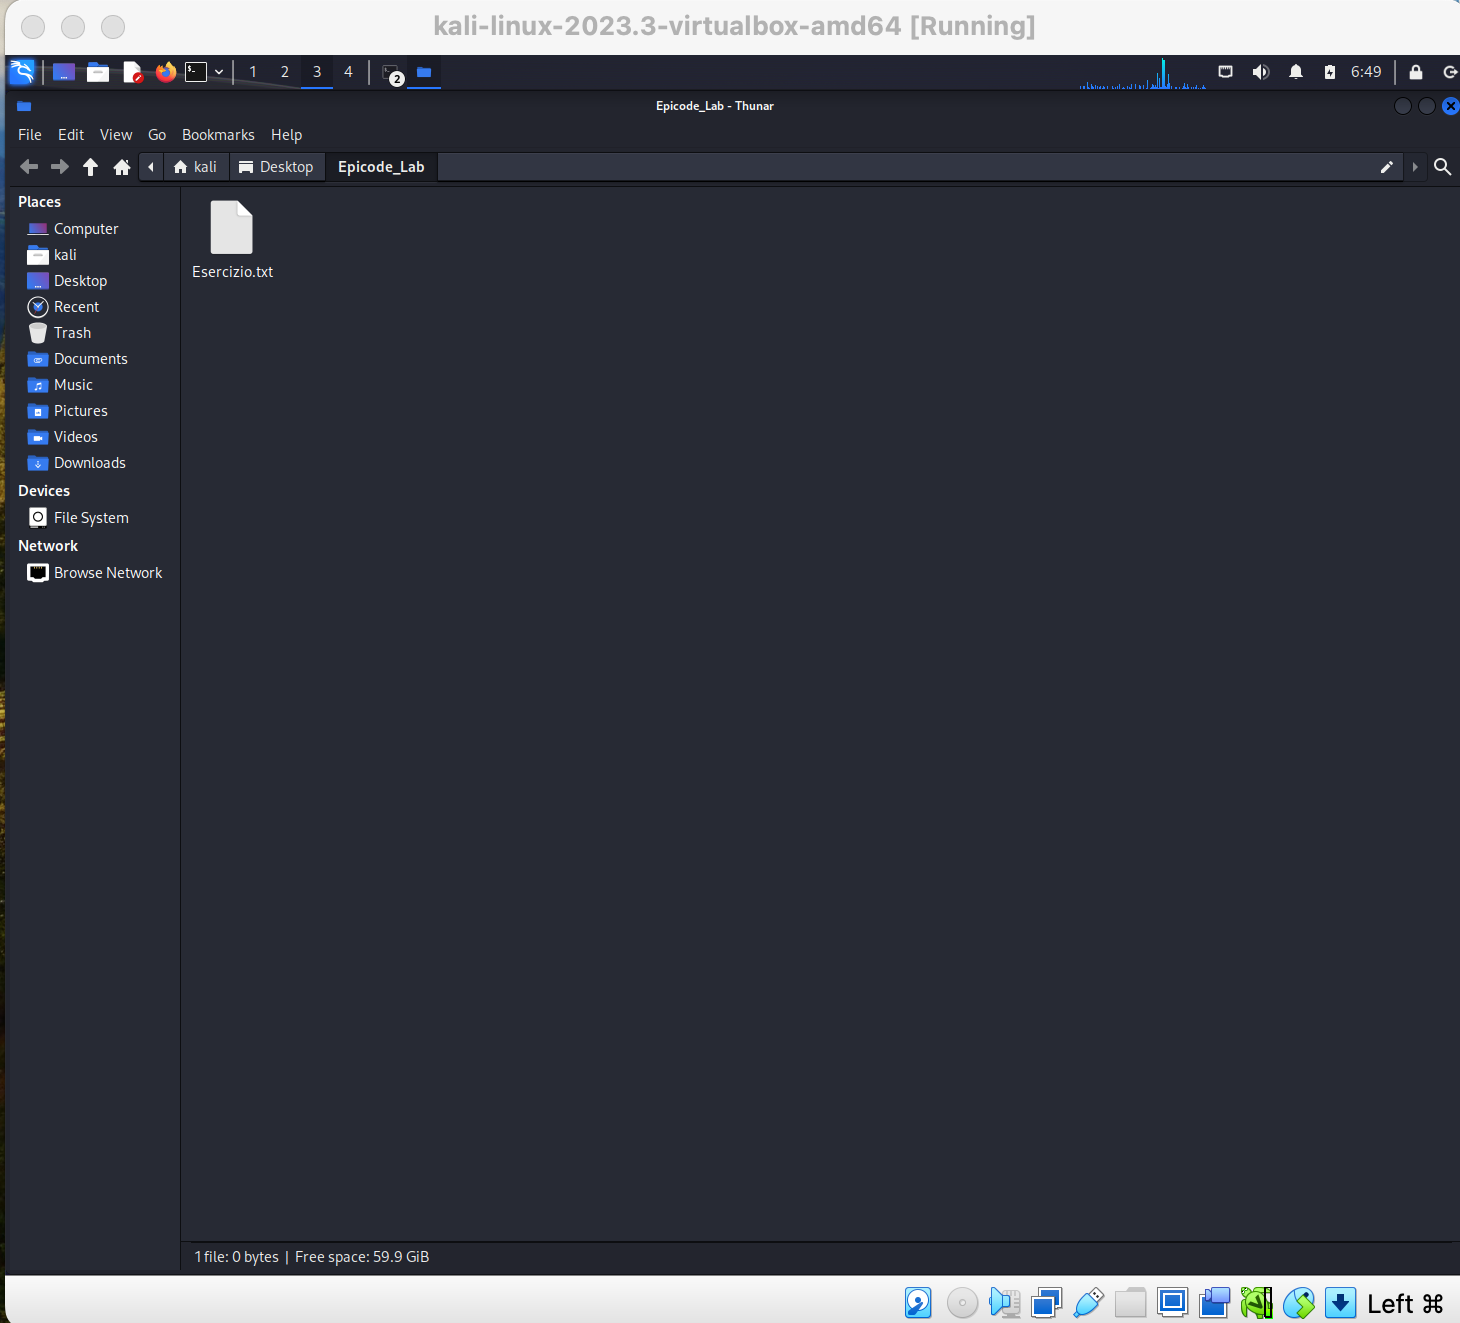 kali-linux-2023.3-virtualbox-amd64 [Running]
1 2 3 4 2 6:49
Epicode_Lab - Thunar
File Edit View Go Bookmarks Help
kali Desktop Epicode_Lab
Places
Computer
kali
Desktop
Recent
Trash
Documents
Music
Pictures
Videos
Downloads
Devices
File System
Network
Browse Network
Esercizio.txt
1 file: 0 bytes | Free space: 59.9 GiB
Left ⌘